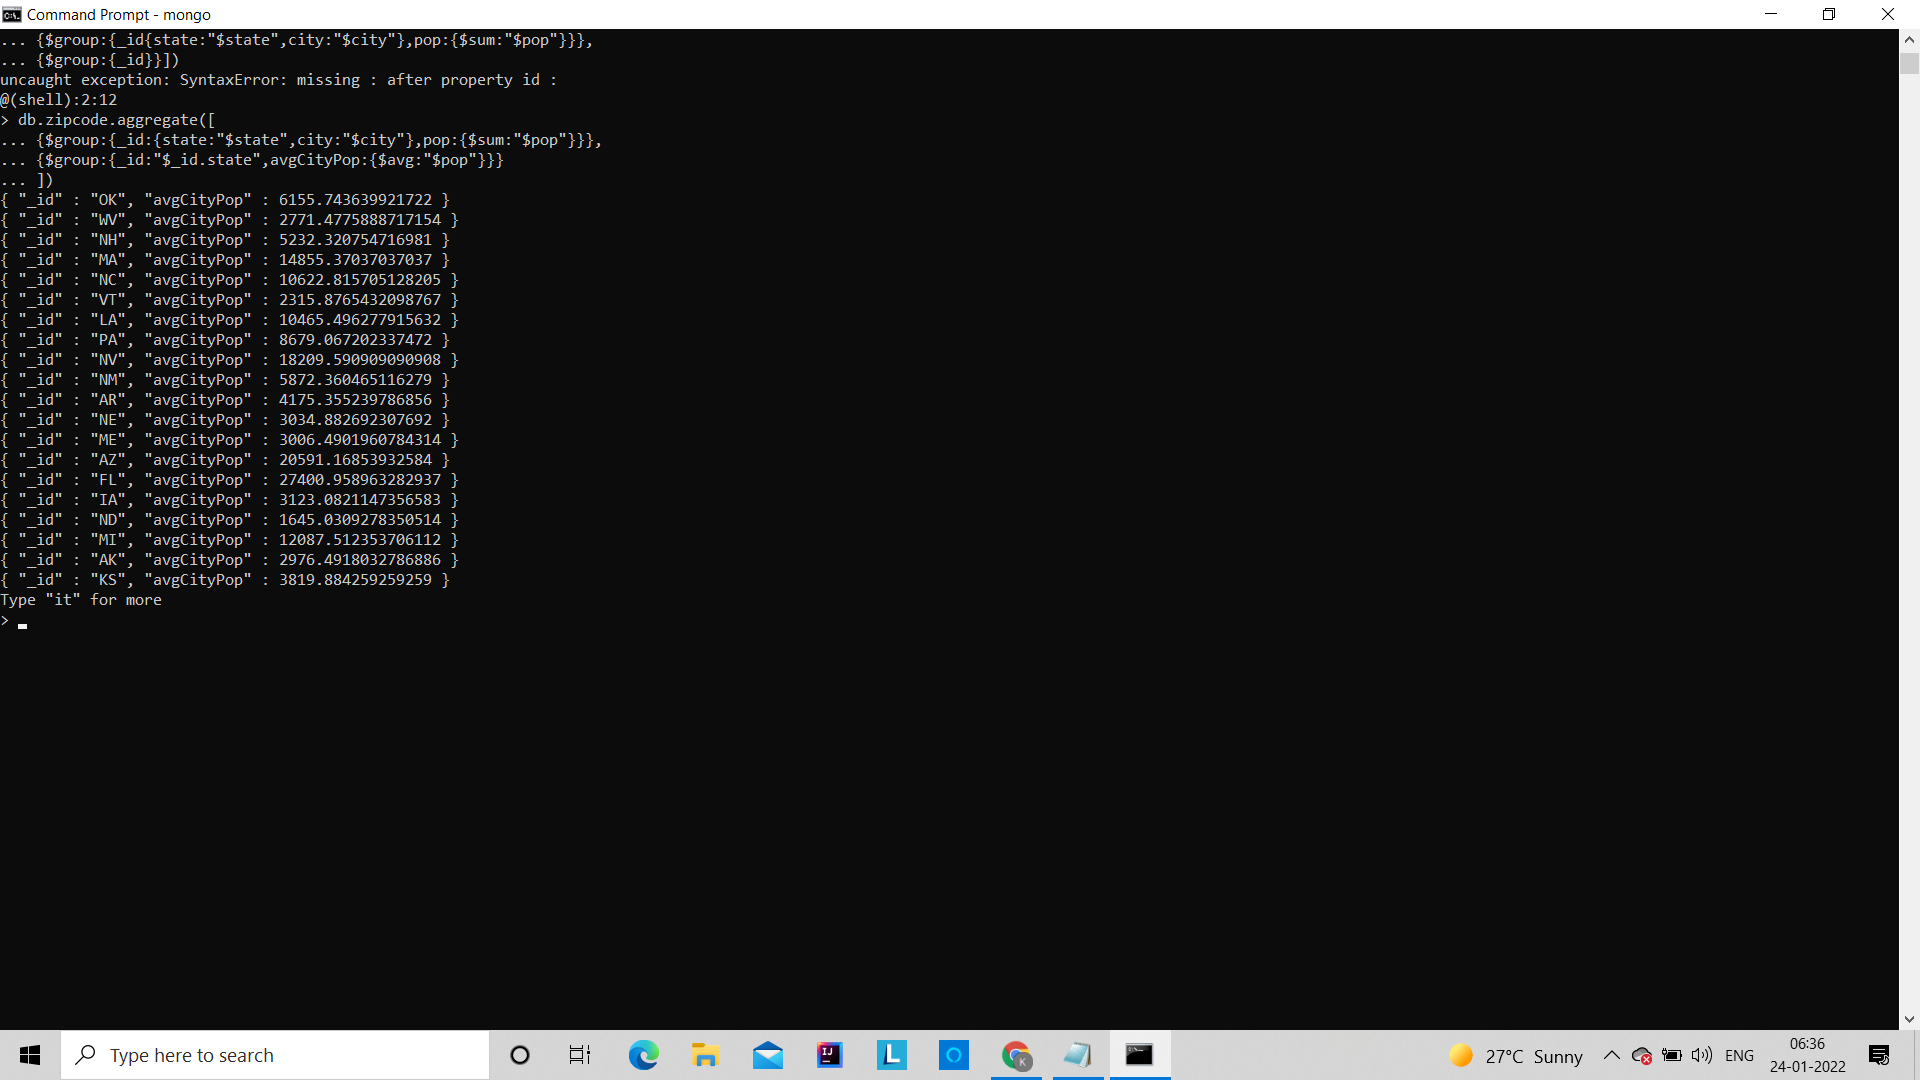 Command Prompt - mongo
... {$group:{_id{state:"$state",city:"$city"},pop:{$sum:"$pop"}}},
... {$group:{_id}}])
uncaught exception: SyntaxError: missing : after property id :
@(shell):2:12
> db.zipcode.aggregate([
... {$group:{_id:{state:"$state",city:"$city"},pop:{$sum:"$pop"}}},
... {$group:{_id:"$_id.state",avgCityPop:{$avg:"$pop"}}}
... ])
{ "_id" : "OK", "avgCityPop" : 6155.743639921722 }
{ "_id" : "WV", "avgCityPop" : 2771.4775888717154 }
{ "_id" : "NH", "avgCityPop" : 5232.320754716981 }
{ "_id" : "MA", "avgCityPop" : 14855.37037037037 }
{ "_id" : "NC", "avgCityPop" : 10622.815705128205 }
{ "_id" : "VT", "avgCityPop" : 2315.8765432098767 }
{ "_id" : "LA", "avgCityPop" : 10465.496277915632 }
{ "_id" : "PA", "avgCityPop" : 8679.067202337472 }
{ "_id" : "NV", "avgCityPop" : 18209.590909090908 }
{ "_id" : "NM", "avgCityPop" : 5872.360465116279 }
{ "_id" : "AR", "avgCityPop" : 4175.355239786856 }
{ "_id" : "NE", "avgCityPop" : 3034.882692307692 }
{ "_id" : "ME", "avgCityPop" : 3006.4901960784314 }
{ "_id" : "AZ", "avgCityPop" : 20591.16853932584 }
{ "_id" : "FL", "avgCityPop" : 27400.958963282937 }
{ "_id" : "IA", "avgCityPop" : 3123.0821147356583 }
{ "_id" : "ND", "avgCityPop" : 1645.0309278350514 }
{ "_id" : "MI", "avgCityPop" : 12087.512353706112 }
{ "_id" : "AK", "avgCityPop" : 2976.4918032786886 }
{ "_id" : "KS", "avgCityPop" : 3819.884259259259 }
Type "it" for more
>
Type here to search
IJ
L
K
27°C Sunny
ENG
06:36
24-01-2022